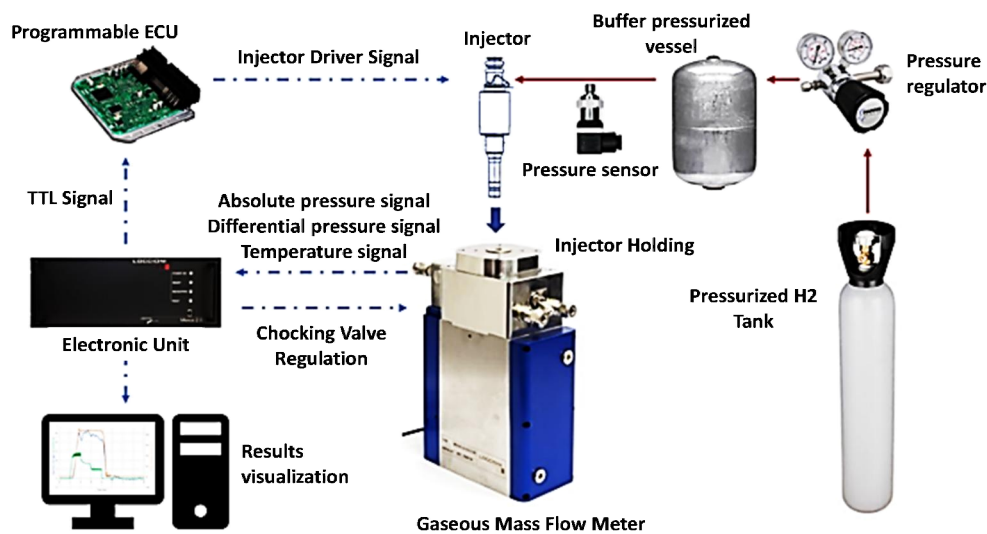 Programmable ECU
Injector Driver Signal
Injector
Buffer pressurized
vessel
Pressure
regulator
Pressure sensor
TTL Signal
Absolute pressure signal
Differential pressure signal
Temperature signal
Injector Holding
Pressurized H2
Tank
LOCCIONI
Electronic Unit
Chocking Valve
Regulation
Results
visualization
Gaseous Mass Flow Meter